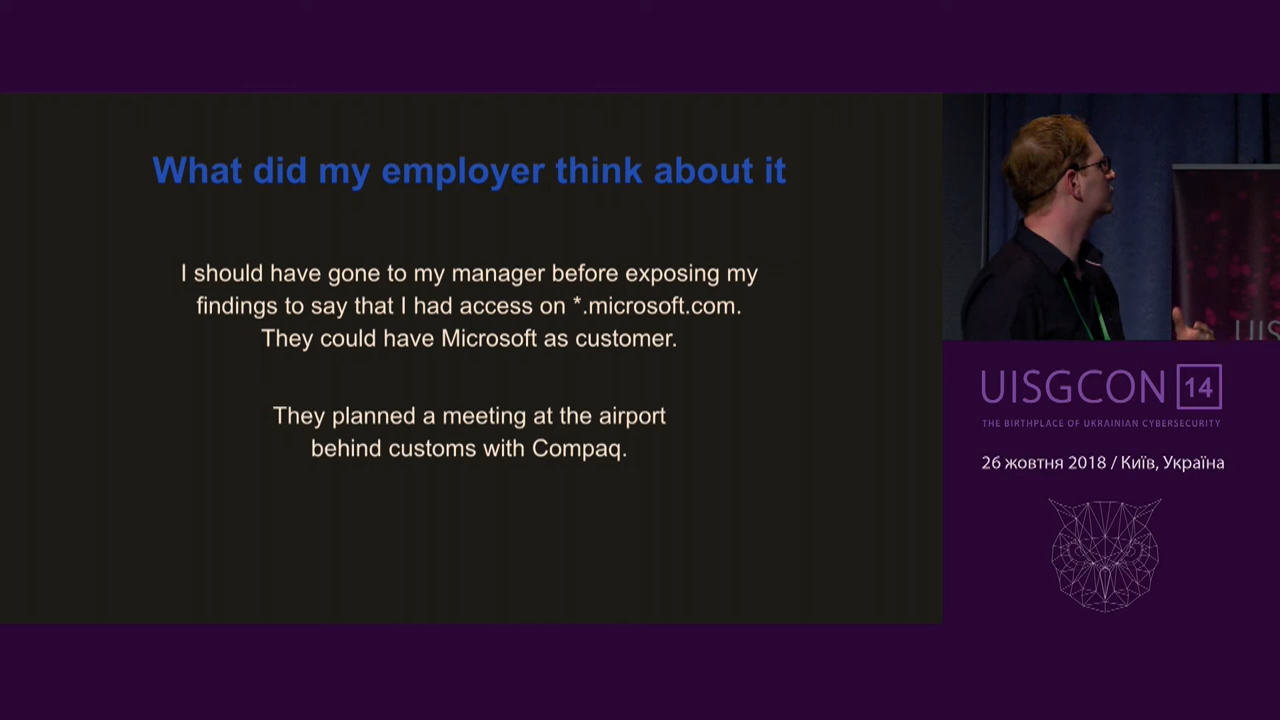 What did my employer think about it
I should have gone to my manager before exposing my
findings to say that I had access on *.microsoft.com.
They could have Microsoft as customer.
They planned a meeting at the airport
behind customs with Compaq.
UIS
UISGCON 14
THE BIRTHPLACE OF UKRAINIAN CYBERSECURITY
26 жовтня 2018 / Київ, Україна